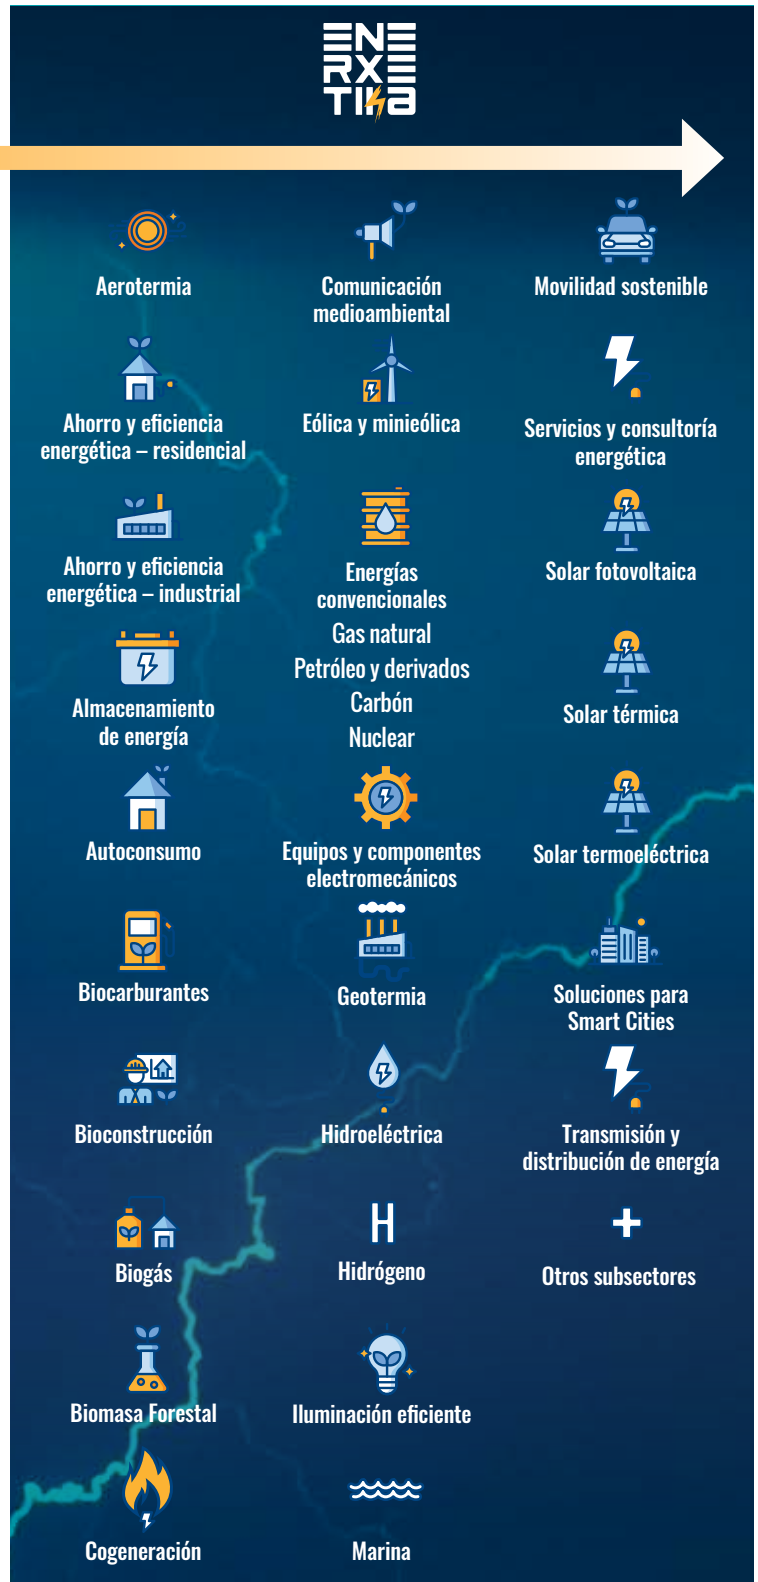 ENE
RXE
TIKA
Aerotermia
Ahorro y eficiencia
energética – residencial
Ahorro y eficiencia
energética – industrial
Almacenamiento
de energía
Autoconsumo
Biocarburantes
Bioconstrucción
Biogás
Biomasa Forestal
Cogeneración
Comunicación
medioambiental
Eólica y minieólica
Energías
convencionales
Gas natural
Petróleo y derivados
Carbón
Nuclear
Equipos y componentes
electromecánicos
Geotermia
Hidroeléctrica
H
Hidrógeno
Iluminación eficiente
Marina
Movilidad sostenible
Servicios y consultoría
energética
Solar fotovoltaica
Solar térmica
Solar termoeléctrica
Soluciones para
Smart Cities
Transmisión y
distribución de energía
+
Otros subsectores